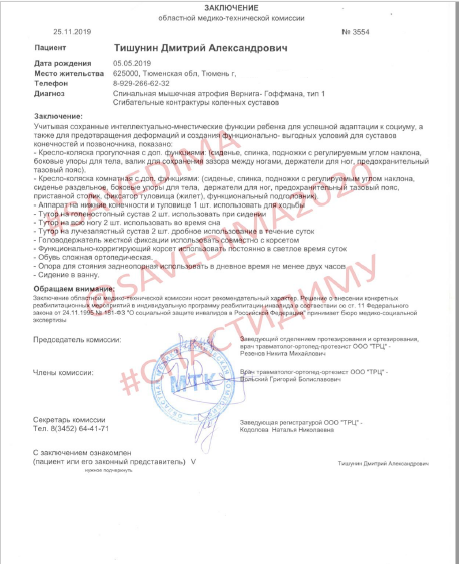 ЗАКЛЮЧЕНИЕ
областной медико-технической комиссии
25.11.2019 № 3554
Пациент Тишунин Дмитрий Александрович
Дата рождения 05.05.2019
Место жительства 625000, Тюменская обл, Тюмень г,
Телефон 8-929-266-62-32
Диагноз Спинальная мышечная атрофия Вернига- Гоффмана, тип 1
Сгибательные контрактуры коленных суставов
Заключение:
Учитывая сохранные интеллектуально-мнестические функции ребенка для успешной адаптации к социуму, а
также для предотвращения деформаций и создания функционально- выгодных условий для суставов
конечностей и позвоночника, показано:
- Кресло-коляска прогулочная с доп. функциями: (сиденье, спинка, подножки с регулируемым углом наклона,
боковые упоры для тела, валик для сохранения зазора между ногами, держатели для ног, предохранительный
тазовый пояс).
- Кресло-коляска комнатная с доп. функциями: (сиденье, спинка, подножки с регулируемым углом наклона,
сиденье раздельное, боковые упоры для тела, держатели для ног, предохранительный тазовый пояс,
приставной столик, фиксатор туловища (жилет), функциональный подголовник).
- Аппарат на нижние конечности и туловище 1 шт. использовать для ходьбы
- Тутор на голеностопный сустав 2 шт. использовать при сидении
- Тутор на всю ногу 2 шт. использовать во время сна
- Тутор на лучезапястный сустав 2 шт. дробное использование в течение суток
- Головодержатель жесткой фиксации использовать совместно с корсетом
- Функционально-корригирующий корсет использовать постоянно в светлое время суток
- Обувь сложная ортопедическая.
- Опора для стояния заднеопорная использовать в дневное время не менее двух часов
- Сидение в ванну.
Обращаем внимание:
Заключение областной медико-технической комиссии носит рекомендательный характер. Решение о внесении конкретных
реабилитационных мероприятий в индивидуальную программу реабилитации инвалида в соответствии со ст. 11 Федерального
закона от 24.11.1995 № 181-ФЗ "О социальной защите инвалидов в Российской Федерации" принимает Бюро медико-социальной
экспертизы
Председатель комиссии: Заведующий отделением протезирования и ортезирования,
врач травматолог-ортопед-протезист ООО "ТРЦ" -
Резенов Никита Михайлович
Члены комиссии: Врач травматолог-ортопед-ортезист ООО "ТРЦ" -
Григорий Болиславович
МТК
Секретарь комиссии
Тел. 8(3452) 64-41-71
Заведующая регистратурой ООО "ТРЦ" -
Кодолова Наталья Николаевна
С заключением ознакомлен
(пациент или его законный представитель) V Тишунин Дмитрий Александрович
нужное подчеркнуть
@SAVEDIMA
@SAVEDIMA2020
#СПАСТИДИМУ